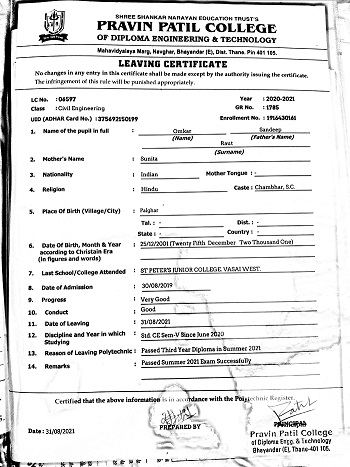 SHREE SHANKAR NARAYAN EDUCATION TRUST'S
PRAVIN PATIL COLLEGE
OF DIPLOMA ENGINEERING & TECHNOLOGY
Mahavidyalaya Marg, Navghar, Bhayandar (E), Dist. Thane. Pin 401 105.
LEAVING CERTIFICATE
No changes in any entry in this certificate shall be made except by the authority issuing the certificate.
The infringement of this rule will be punished appropriately.
LC No. : 06597 Year : 2020-2021
Class : Civil Engineering GR No. : 1785
UID (ADHAR Card No.) : 375692150199 Enrollment No. : 1916430161
1. Name of the pupil in full : Omkar Sandeep
(Name) (Father's Name)
Raut
(Surname)
2. Mother's Name : Sunita
3. Nationality : Indian Mother Tongue : -
4. Religion : Hindu Caste : Chambhar, S.C.
5. Place Of Birth (Village/City) : Palghar
Tal. : - Dist. : -
State : - Country : -
6. Date Of Birth, Month & Year : 25/12/2001 (Twenty Fifth December Two Thousand One)
according to Christain Era
(In figures and words)
7. Last School/College Attended : ST PETER'S JUNIOR COLLEGE, VASAI WEST.
8. Date of Admission : 30/08/2019
9. Progress : Very Good
10. Conduct : Good
11. Date of Leaving : 31/08/2021
12. Discipline and Year in which : Std. CE Sem-V Since June 2020
Studying
13. Reason of Leaving Polytechnic : Passed Third Year Diploma in Summer 2021
14. Remarks : Passed Summer 2021 Exam Successfully
Certified that the above information is in accordance with the Polytechnic Register.
Date : 31/08/2021 PREPARED BY PRINCIPAL
Pravin Patil College
of Diploma Engg. & Technology
Bhayander (E), Thane-401 105.